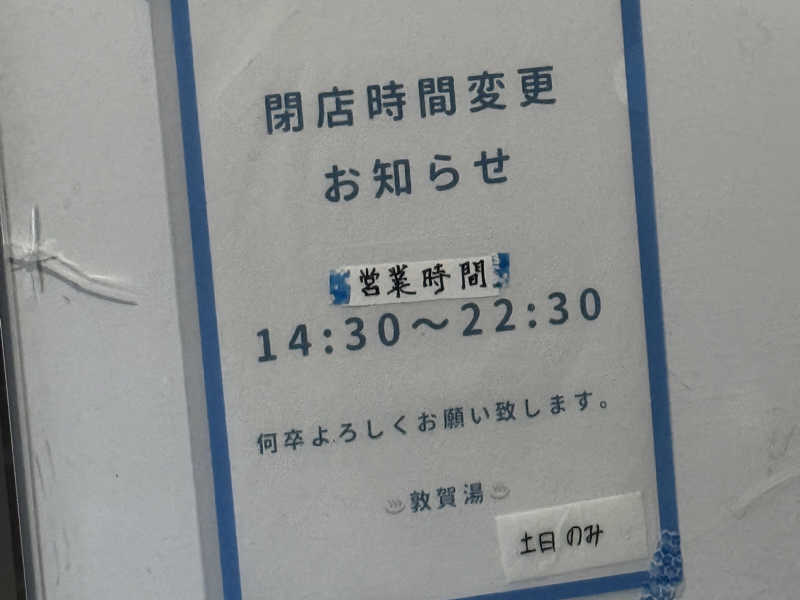 閉店時間変更
お知らせ
営業時間
14:30～22:30
何卒よろしくお願い致します。
♨敦賀湯♨
土日のみ